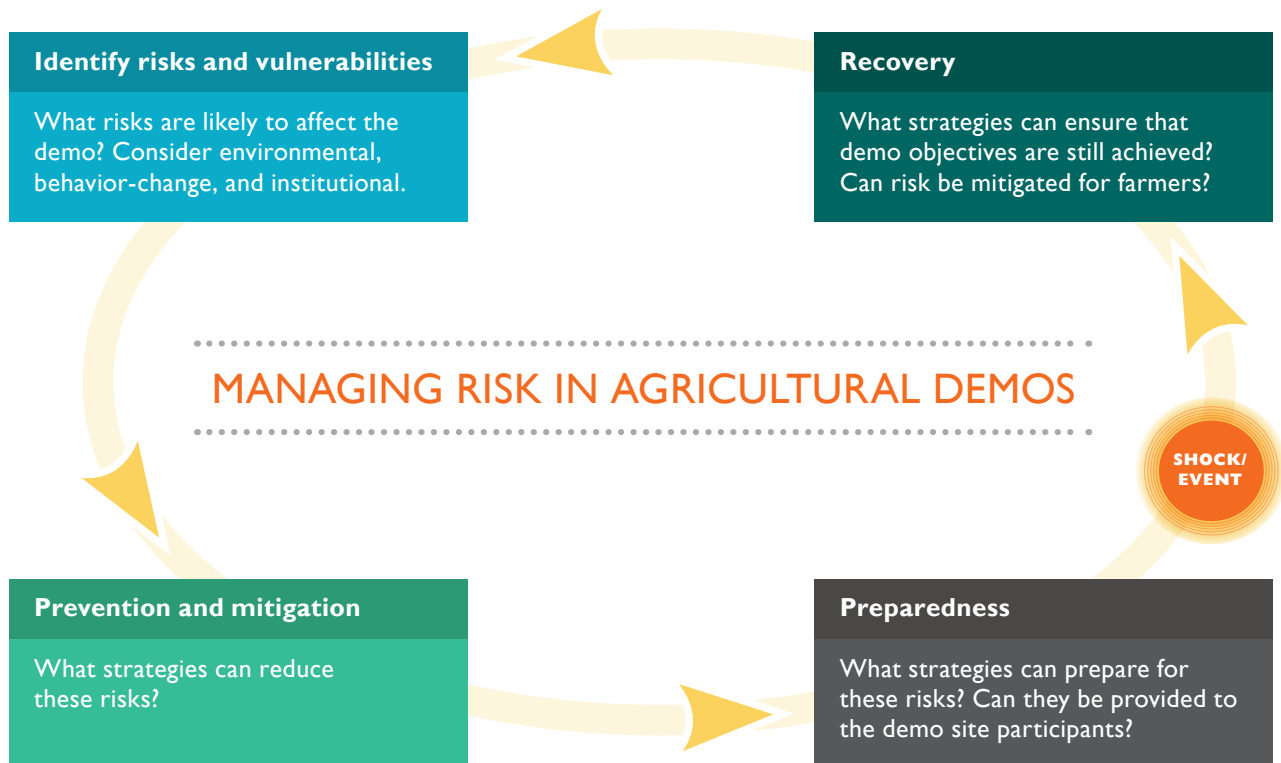 Identify risks and vulnerabilities
What risks are likely to affect the
demo? Consider environmental,
behavior-change, and institutional.
Recovery
What strategies can ensure that
demo objectives are still achieved?
Can risk be mitigated for farmers?
MANAGING RISK IN AGRICULTURAL DEMOS
SHOCK/
EVENT
Prevention and mitigation
What strategies can reduce
these risks?
Preparedness
What strategies can prepare for
these risks? Can they be provided to
the demo site participants?